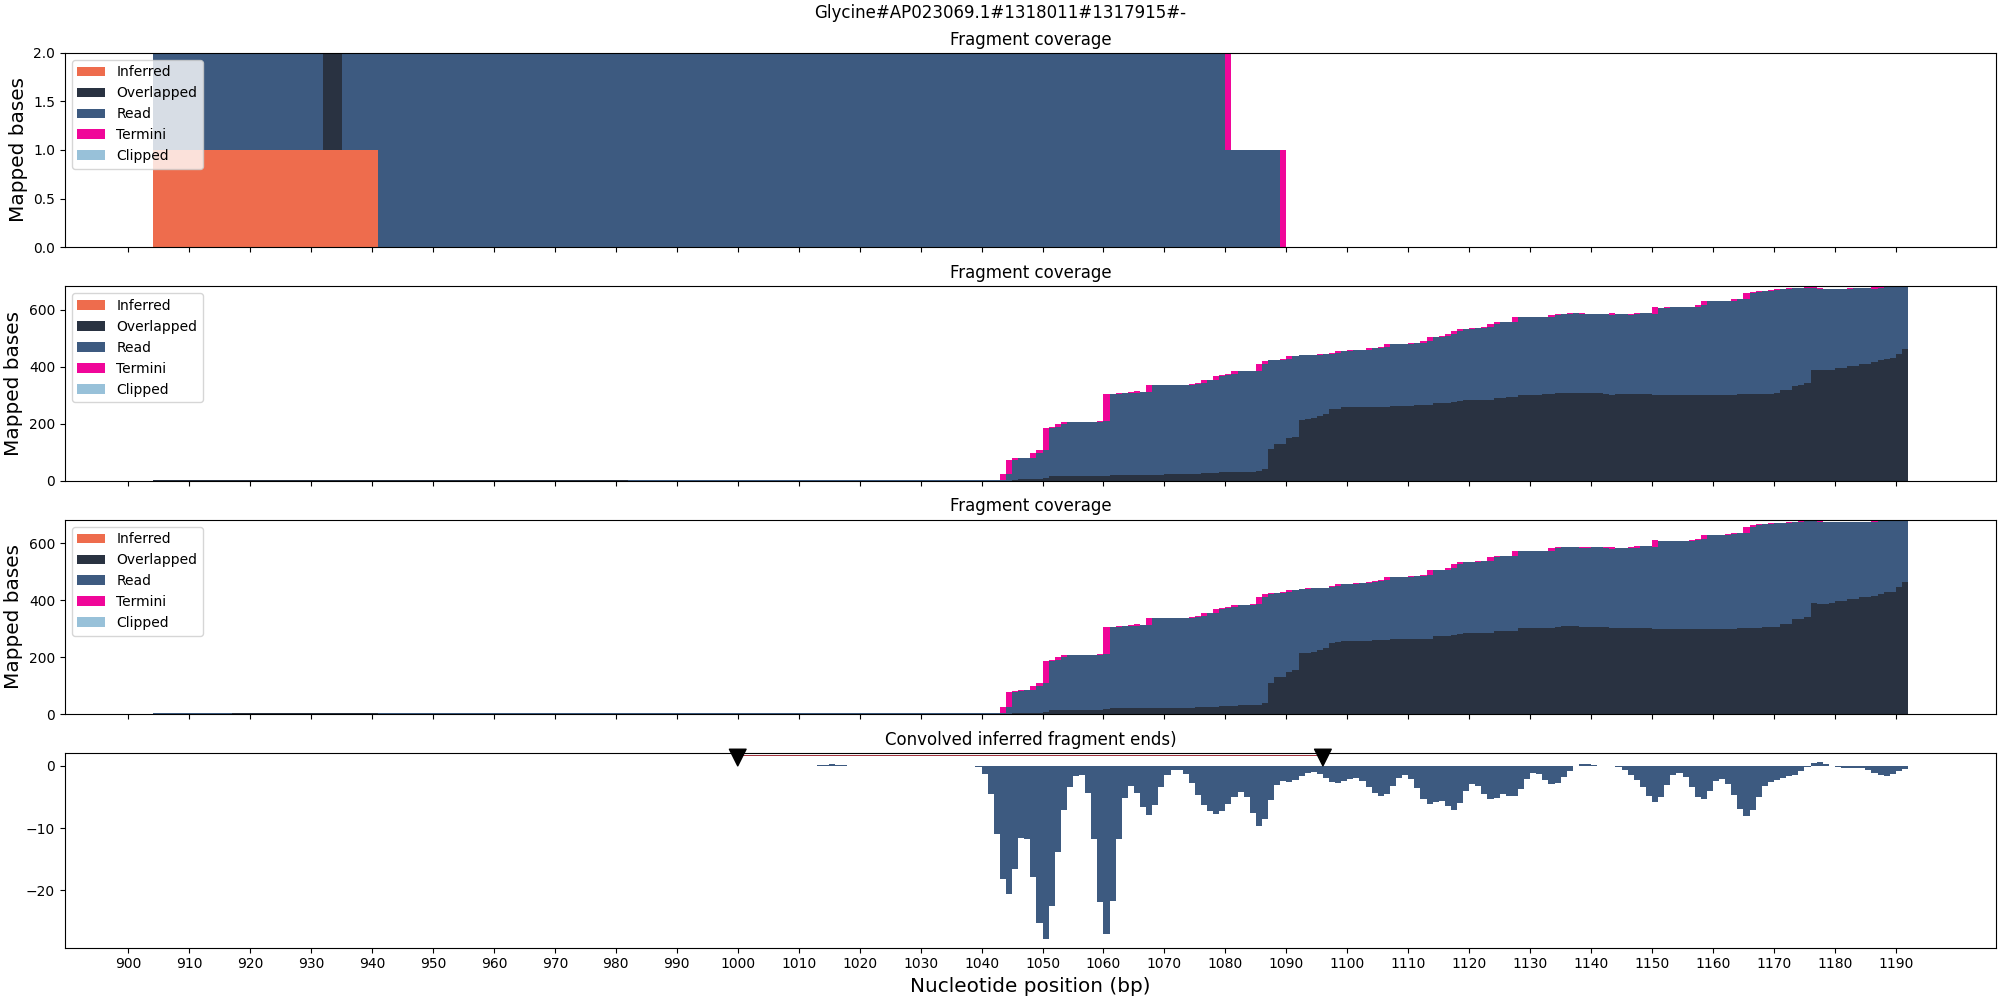 Glycine#AP023069.1#1318011#1317915#-
Fragment coverage
Mapped bases
2.0
1.5
1.0
0.5
0.0
Inferred
Overlapped
Read
Termini
Clipped
Fragment coverage
Mapped bases
600
400
200
0
Inferred
Overlapped
Read
Termini
Clipped
Fragment coverage
Mapped bases
600
400
200
0
Inferred
Overlapped
Read
Termini
Clipped
Convolved inferred fragment ends)
0
−10
−20
900 910 920 930 940 950 960 970 980 990 1000 1010 1020 1030 1040 1050 1060 1070 1080 1090 1100 1110 1120 1130 1140 1150 1160 1170 1180 1190
Nucleotide position (bp)